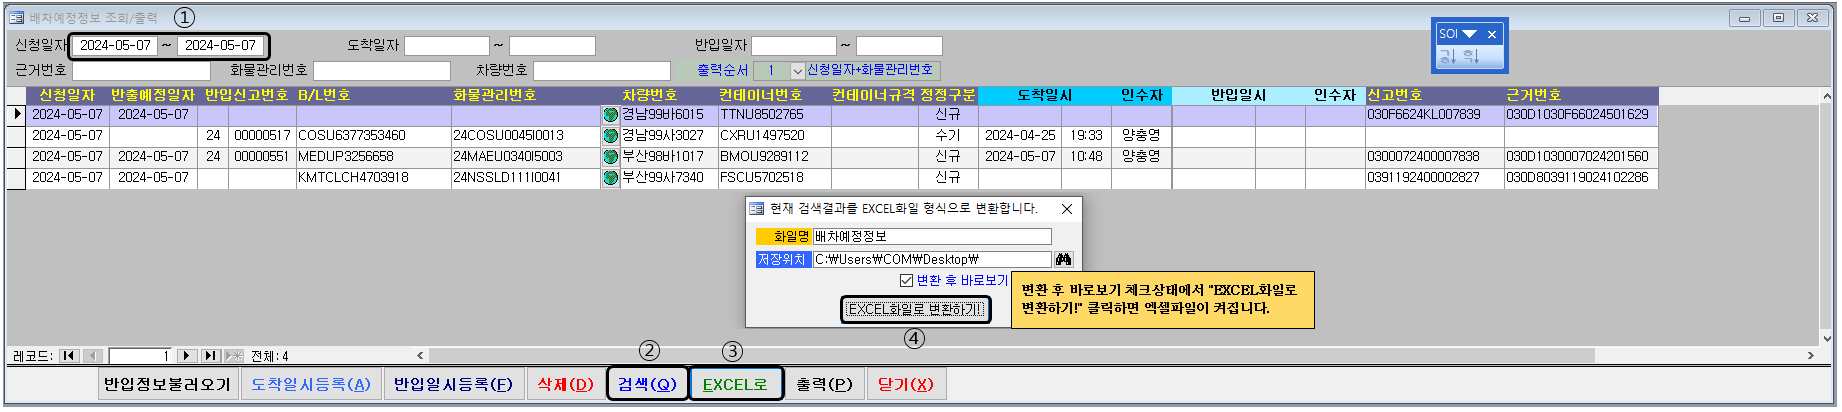 배차예정정보 조회/출력 ①
신청일자 2024-05-07 ~ 2024-05-07 도착일자 ~ 반입일자 ~
SOI
근거번호 화물관리번호 차량번호 출력순서 1 신청일자+화물관리번호
신청일자 반출예정일자 반입신고번호 B/L번호 화물관리번호 차량번호 컨테이너번호 컨테이너규격 정정구분 도착일시 인수자 반입일시 인수자 신고번호 근거번호
2024-05-07 2024-05-07 경남99바6015 TTNU8502765 신규 030F6624KL007839 030D1030F66024501629
2024-05-07 24 00000517 COSU6377353460 24COSU0045I0013 경남99사3027 CXRU1497520 수기 2024-04-25 19:33 양충영
2024-05-07 2024-05-07 24 00000551 MEDUP3256658 24MAEU0340I5003 부산98바1017 BMOU9289112 신규 2024-05-07 10:48 양충영 0300072400007838 030D1030007024201560
2024-05-07 2024-05-07 KMTCLCH4703918 24NSSLD111I0041 부산99사7340 FSCU5702518 신규 0391192400002827 030D8039119024102286
현재 검색결과를 EXCEL화일 형식으로 변환합니다.
화일명 배차예정정보
저장위치 C:₩Users₩COM₩Desktop₩
변환 후 바로보기
EXCEL화일로 변환하기!
④
변환 후 바로보기 체크상태에서 "EXCEL화일로
변환하기!" 클릭하면 엑셀파일이 켜집니다.
레코드: 1 전체: 4
② ③
반입정보불러오기 도착일시등록(A) 반입일시등록(F) 삭제(D) 검색(Q) EXCEL로 출력(P) 닫기(X)